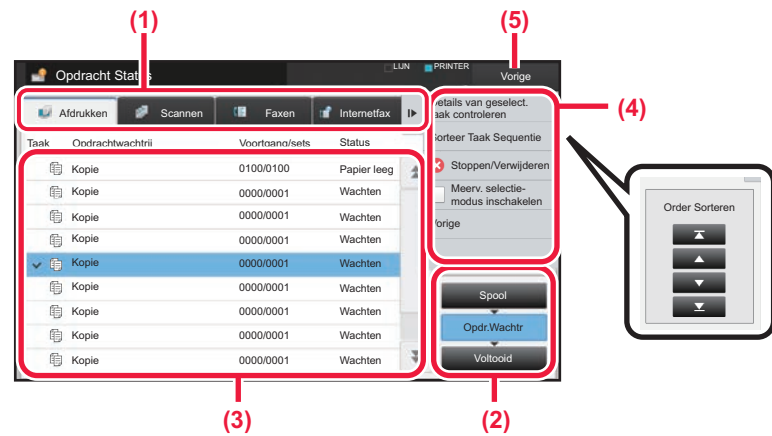 (1)
(5)
Opdracht Status
LIJN
PRINTER
Vorige
(4)
Afdrukken
Scannen
Faxen
Internetfax
Details van geselect.
taak controleren
Sorteer Taak Sequentie
Stoppen/Verwijderen
Meerv. selectie-
modus inschakelen
Vorige
Taak Opdrachtwachtrij Voortgang/sets Status
Kopie 0100/0100 Papier leeg
Kopie 0000/0001 Wachten
Kopie 0000/0001 Wachten
Kopie 0000/0001 Wachten
Kopie 0000/0001 Wachten
Kopie 0000/0001 Wachten
Kopie 0000/0001 Wachten
Kopie 0000/0001 Wachten
Kopie 0000/0001 Wachten
Order Sorteren
Spool
Opdr.Wachtr
Voltooid
(3)
(2)